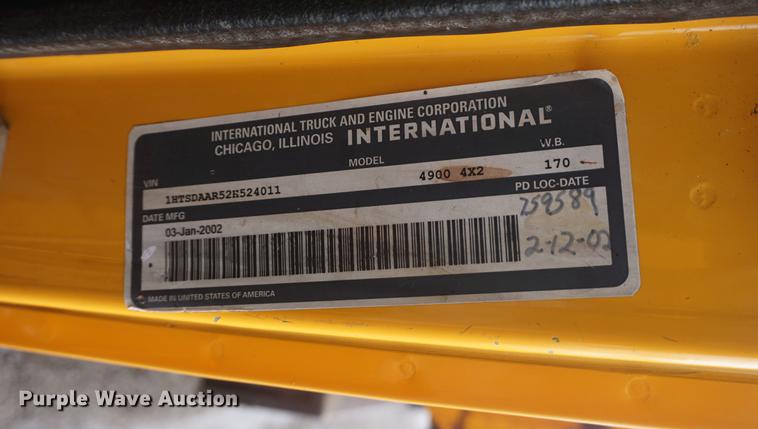 INTERNATIONAL TRUCK AND ENGINE CORPORATION
CHICAGO, ILLINOIS INTERNATIONAL®
VIN MODEL W.B.
1HTSDAAR52H524011 4900 4X2 170
DATE MFG PD LOC-DATE
03-Jan-2002 259589
2-12-02
MADE IN UNITED STATES OF AMERICA
Purple Wave Auction